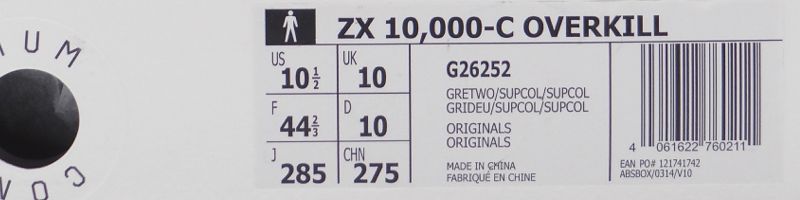 IUM
CON
ZX 10,000-C OVERKILL
US 10 1/2 UK 10
F 44 2/3 D 10
J 285 CHN 275
G26252
GRETWO/SUPCOL/SUPCOL
GRIDEU/SUPCOL/SUPCOL
ORIGINALS
ORIGINALS
MADE IN CHINA
FABRIQUÉ EN CHINE
4 061622 760211
EAN PO# 121741742
ABSBOX/0314/V10